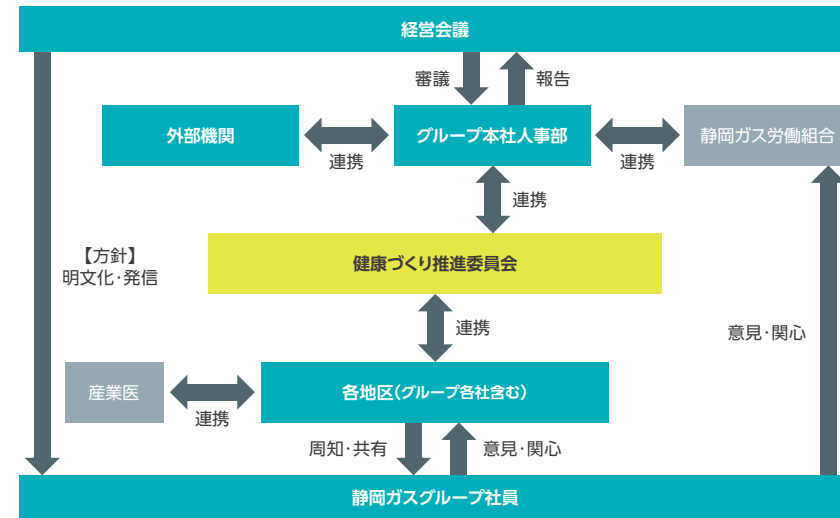 経営会議
審議
報告
外部機関
連携
グループ本社人事部
連携
静岡ガス労働組合
連携
【方針】
明文化・発信
健康づくり推進委員会
連携
意見・関心
産業医
連携
各地区(グループ各社含む)
周知・共有
意見・関心
静岡ガスグループ社員